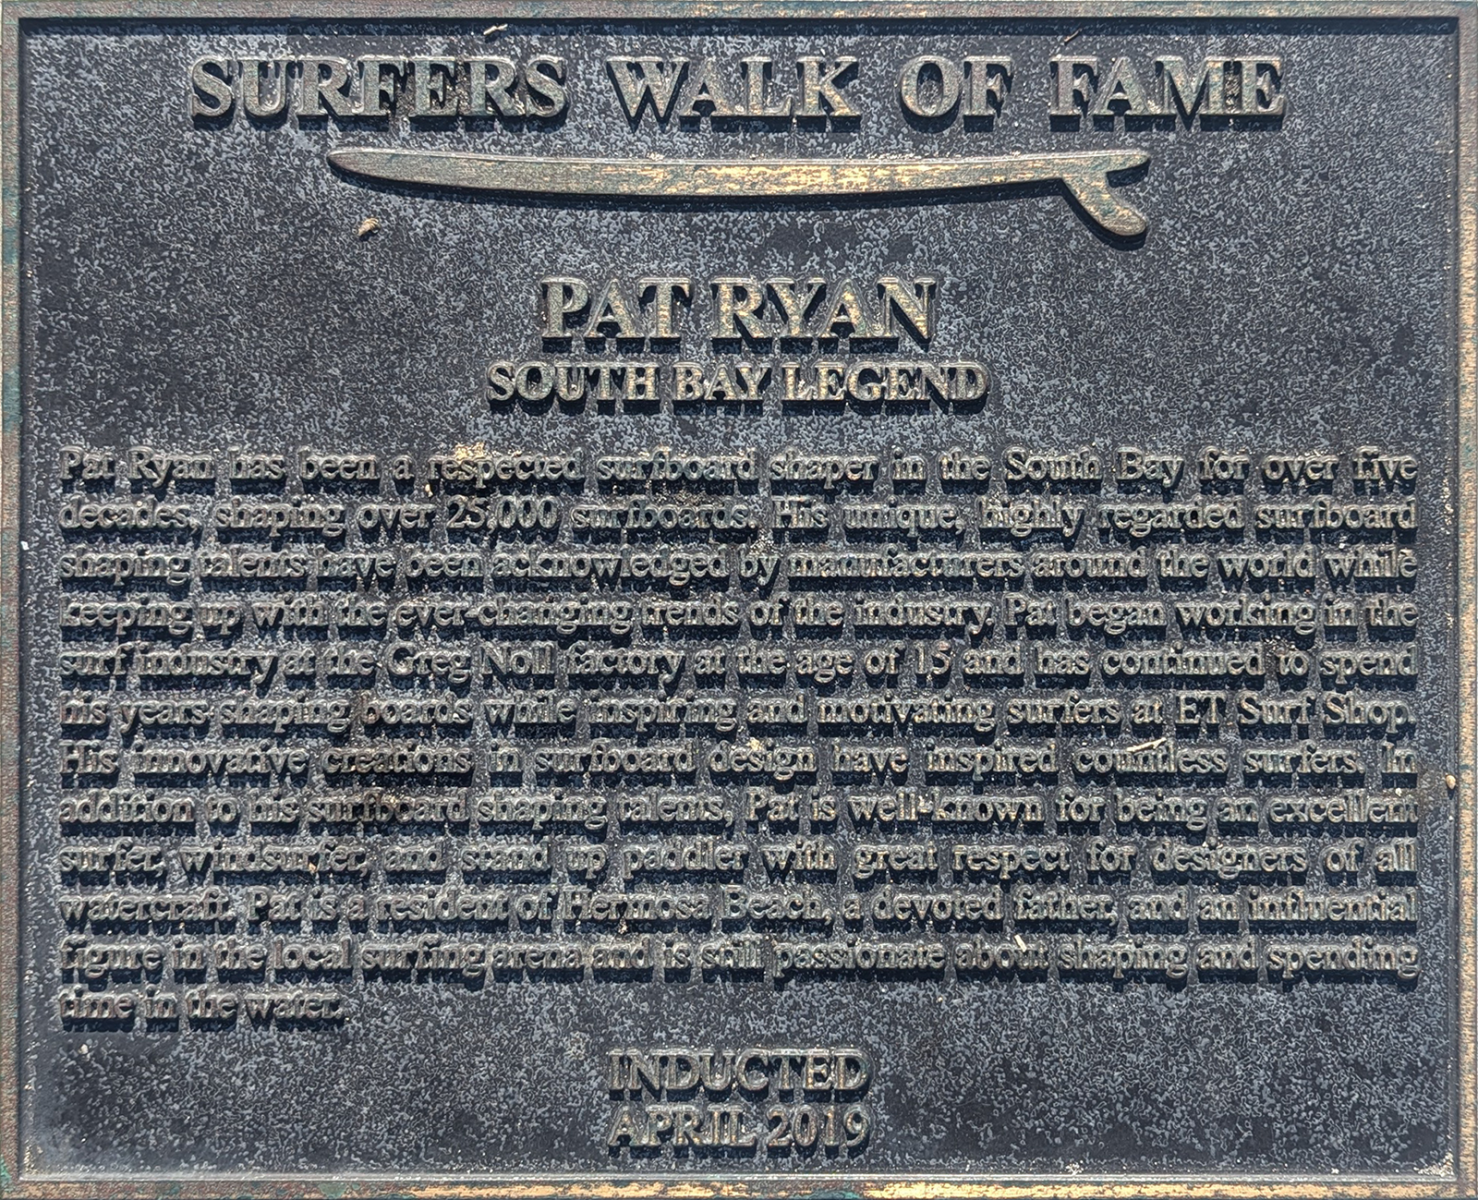 SURFERS WALK OF FAME
PAT RYAN
SOUTH BAY LEGEND
Pat Ryan has been a respected surfboard shaper in the South Bay for over five
decades, shaping over 25,000 surfboards. His unique, highly regarded surfboard
shaping talents have been acknowledged by manufacturers around the world while
keeping up with the ever-changing trends of the industry. Pat began working in the
surf industry at the Greg Noll factory at the age of 15 and has continued to spend
his years shaping boards while inspiring and motivating surfers at ET Surf Shop.
His innovative creations in surfboard design have inspired countless surfers. In
addition to his surfboard shaping talents, Pat is well-known for being an excellent
surfer, windsurfer, and stand up paddler with great respect for designers of all
watercraft. Pat is a resident of Hermosa Beach, a devoted father, and an influential
figure in the local surfing arena and is still passionate about shaping and spending
time in the water.
INDUCTED
APRIL 2019